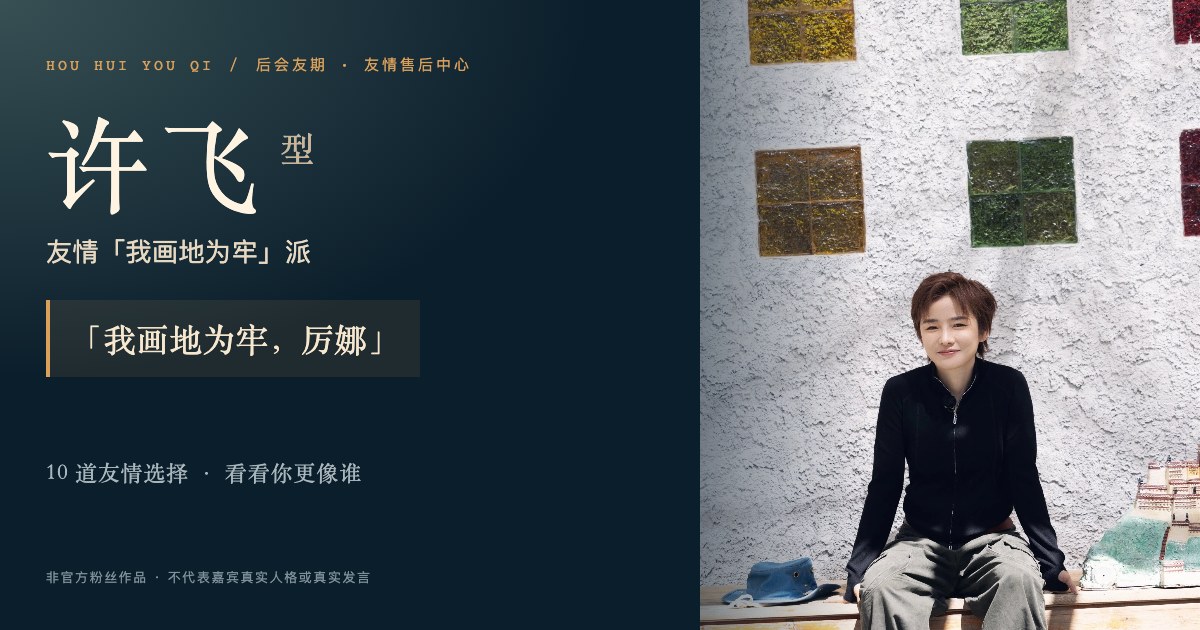 HOU HUI YOU QI / 后会友期 · 友情售后中心
许飞 型
友情「我画地为牢」派
「我画地为牢，厉娜」
10 道友情选择 · 看看你更像谁
非官方粉丝作品 · 不代表嘉宾真实人格或真实发言